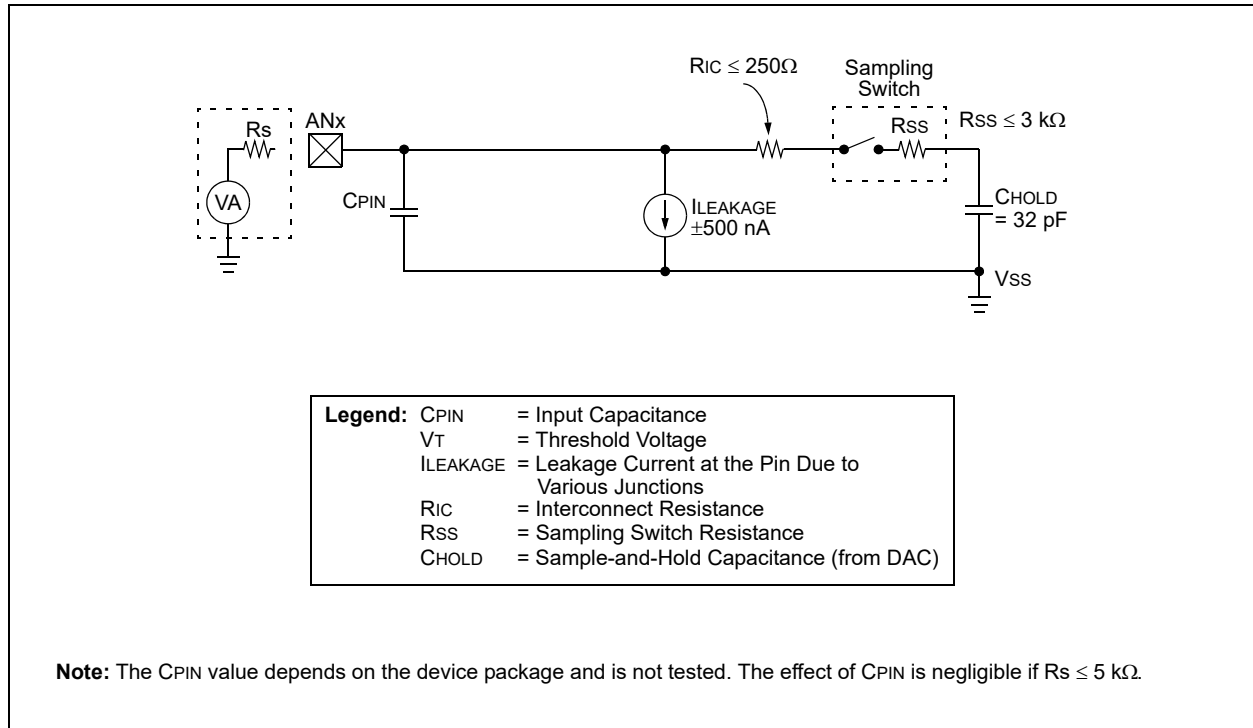 RIC ≤ 250Ω
Sampling
Switch
RSS
RSS ≤ 3 kΩ
Rs
ANx
VA
CPIN
ILEAKAGE
±500 nA
CHOLD
= 32 pF
VSS
Legend: CPIN = Input Capacitance
VT = Threshold Voltage
ILEAKAGE = Leakage Current at the Pin Due to
Various Junctions
RIC = Interconnect Resistance
RSS = Sampling Switch Resistance
CHOLD = Sample-and-Hold Capacitance (from DAC)
Note: The CPIN value depends on the device package and is not tested. The effect of CPIN is negligible if Rs ≤ 5 kΩ.